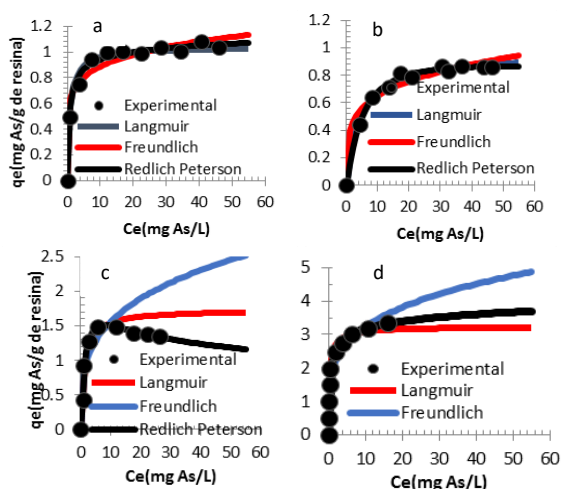 a
1.2
1
0.8
0.6
0.4
0.2
0
qe(mg As/g de resina)
Experimental
Langmuir
Freundlich
Redlich Peterson
0 10 20 30 40 50 60
Ce(mg As/L)
b
1.2
1
0.8
0.6
0.4
0.2
0
Experimental
Langmuir
Freundlich
Redlich Peterson
0 10 20 30 40 50 60
Ce(mg As/L)
c
2.5
2
1.5
1
0.5
0
qe(mg As/g de resina)
Experimental
Langmuir
Freundlich
Redlich Peterson
0 10 20 30 40 50 60
Ce(mg As/L)
d
5
4
3
2
1
0
Experimental
Langmuir
Freundlich
0 10 20 30 40 50 60
Ce(mg As/L)